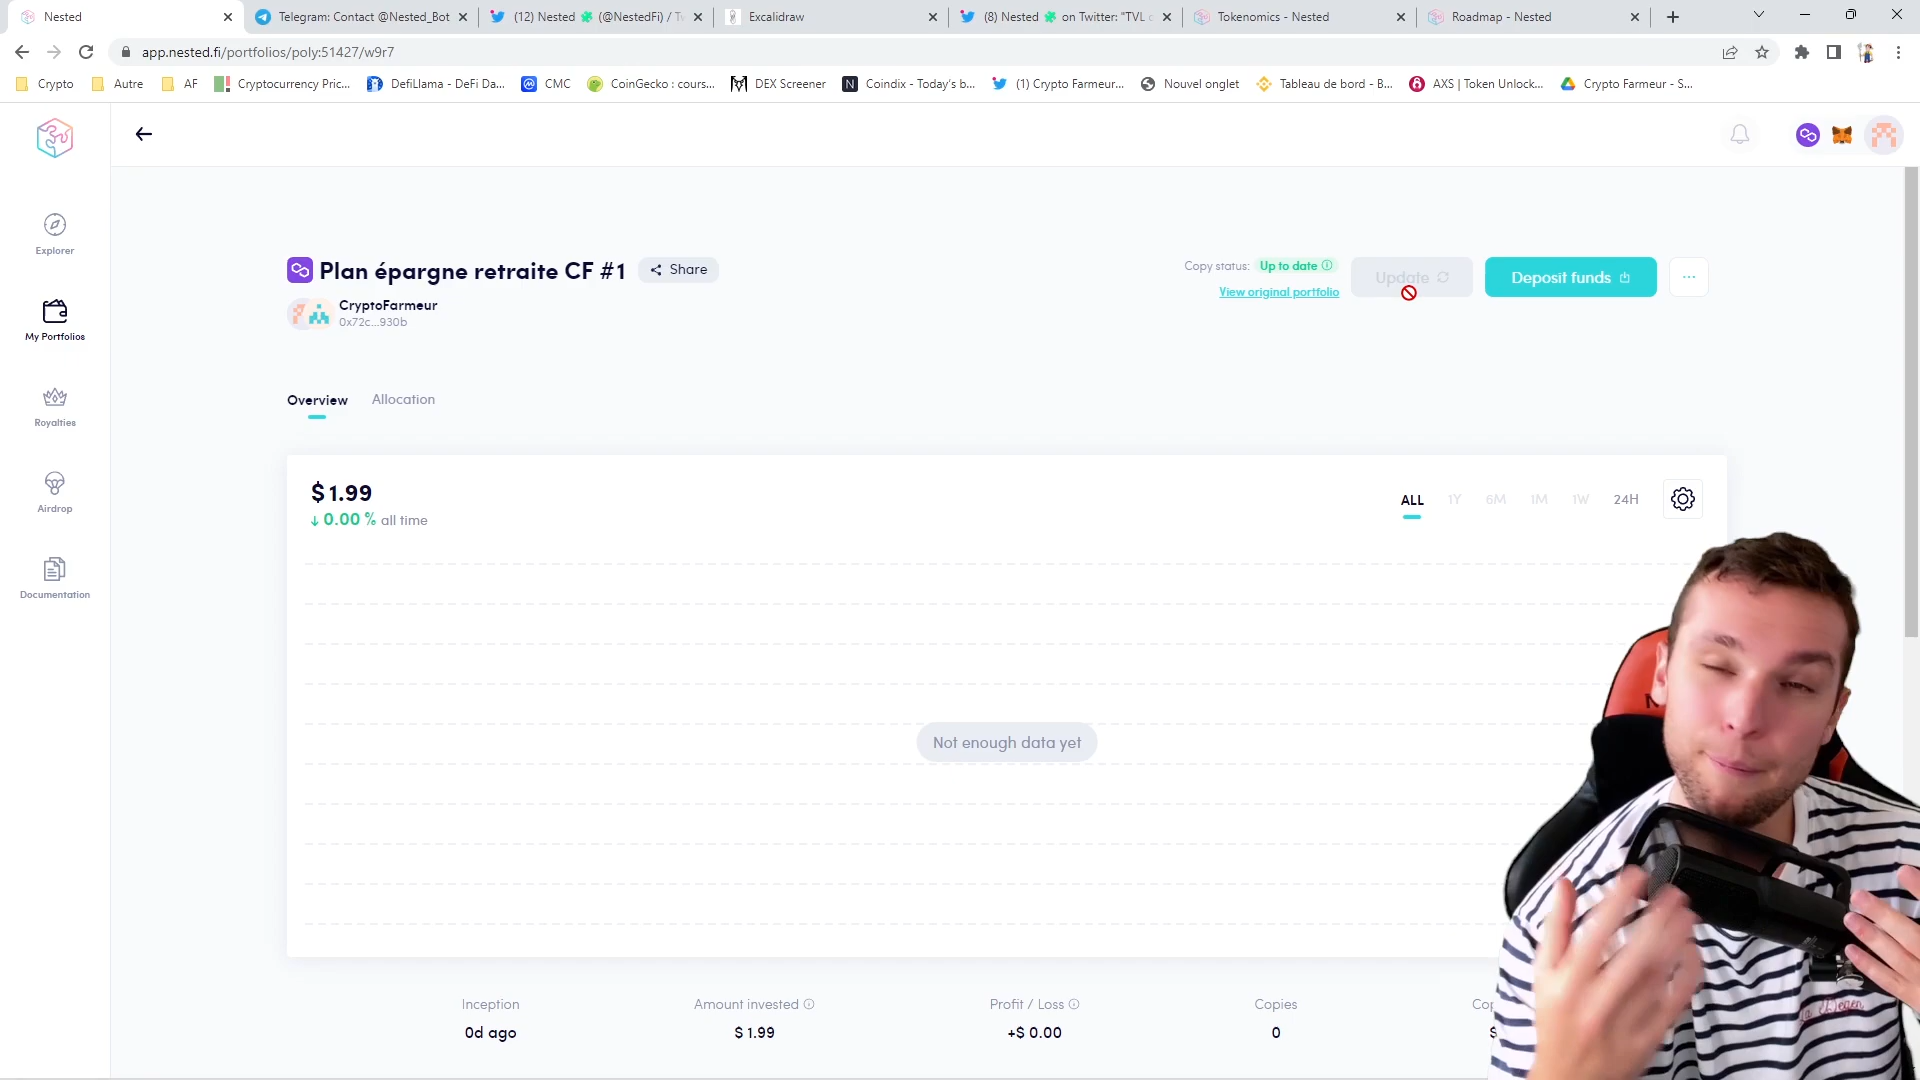 Nested
Telegram: Contact @Nested_Bot
(12) Nested 🧩 (@NestedFi) / T
Excalidraw
(8) Nested 🧩 on Twitter: "TVL
Tokenomics - Nested
Roadmap - Nested
app.nested.fi/portfolios/poly:51427/w9r7
Crypto
Autre
AF
Cryptocurrency Pric...
DefiLlama - DeFi Da...
CMC
CoinGecko : cours...
DEX Screener
Coindix - Today's b...
(1) Crypto Farmeur...
Nouvel onglet
Tableau de bord - B...
AXS | Token Unlock...
Crypto Farmeur - S...
Explorer
My Portfolios
Royalties
Airdrop
Documentation
Plan épargne retraite CF #1
Share
CryptoFarmeur
0x72c...930b
Copy status: Up to date
View original portfolio
Update
Deposit funds
...
Overview
Allocation
$ 1.99
↓ 0.00 % all time
ALL
1Y
6M
1M
1W
24H
Not enough data yet
Inception
0d ago
Amount invested
$ 1.99
Profit / Loss
+$ 0.00
Copies
0